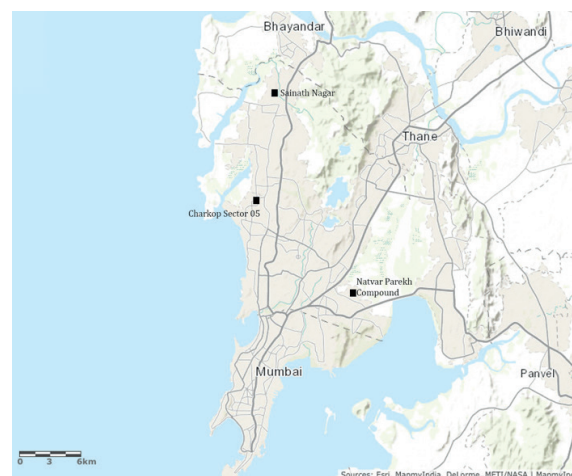 Bhayandar
Bhiwandi
Sainath Nagar
Thane
Charkop Sector 05
Natvar Parekh
Compound
Mumbai
Panvel
0 3 6km
Sources: Esri, MapmyIndia, DeLorme, METI/NASA | MapmyIn